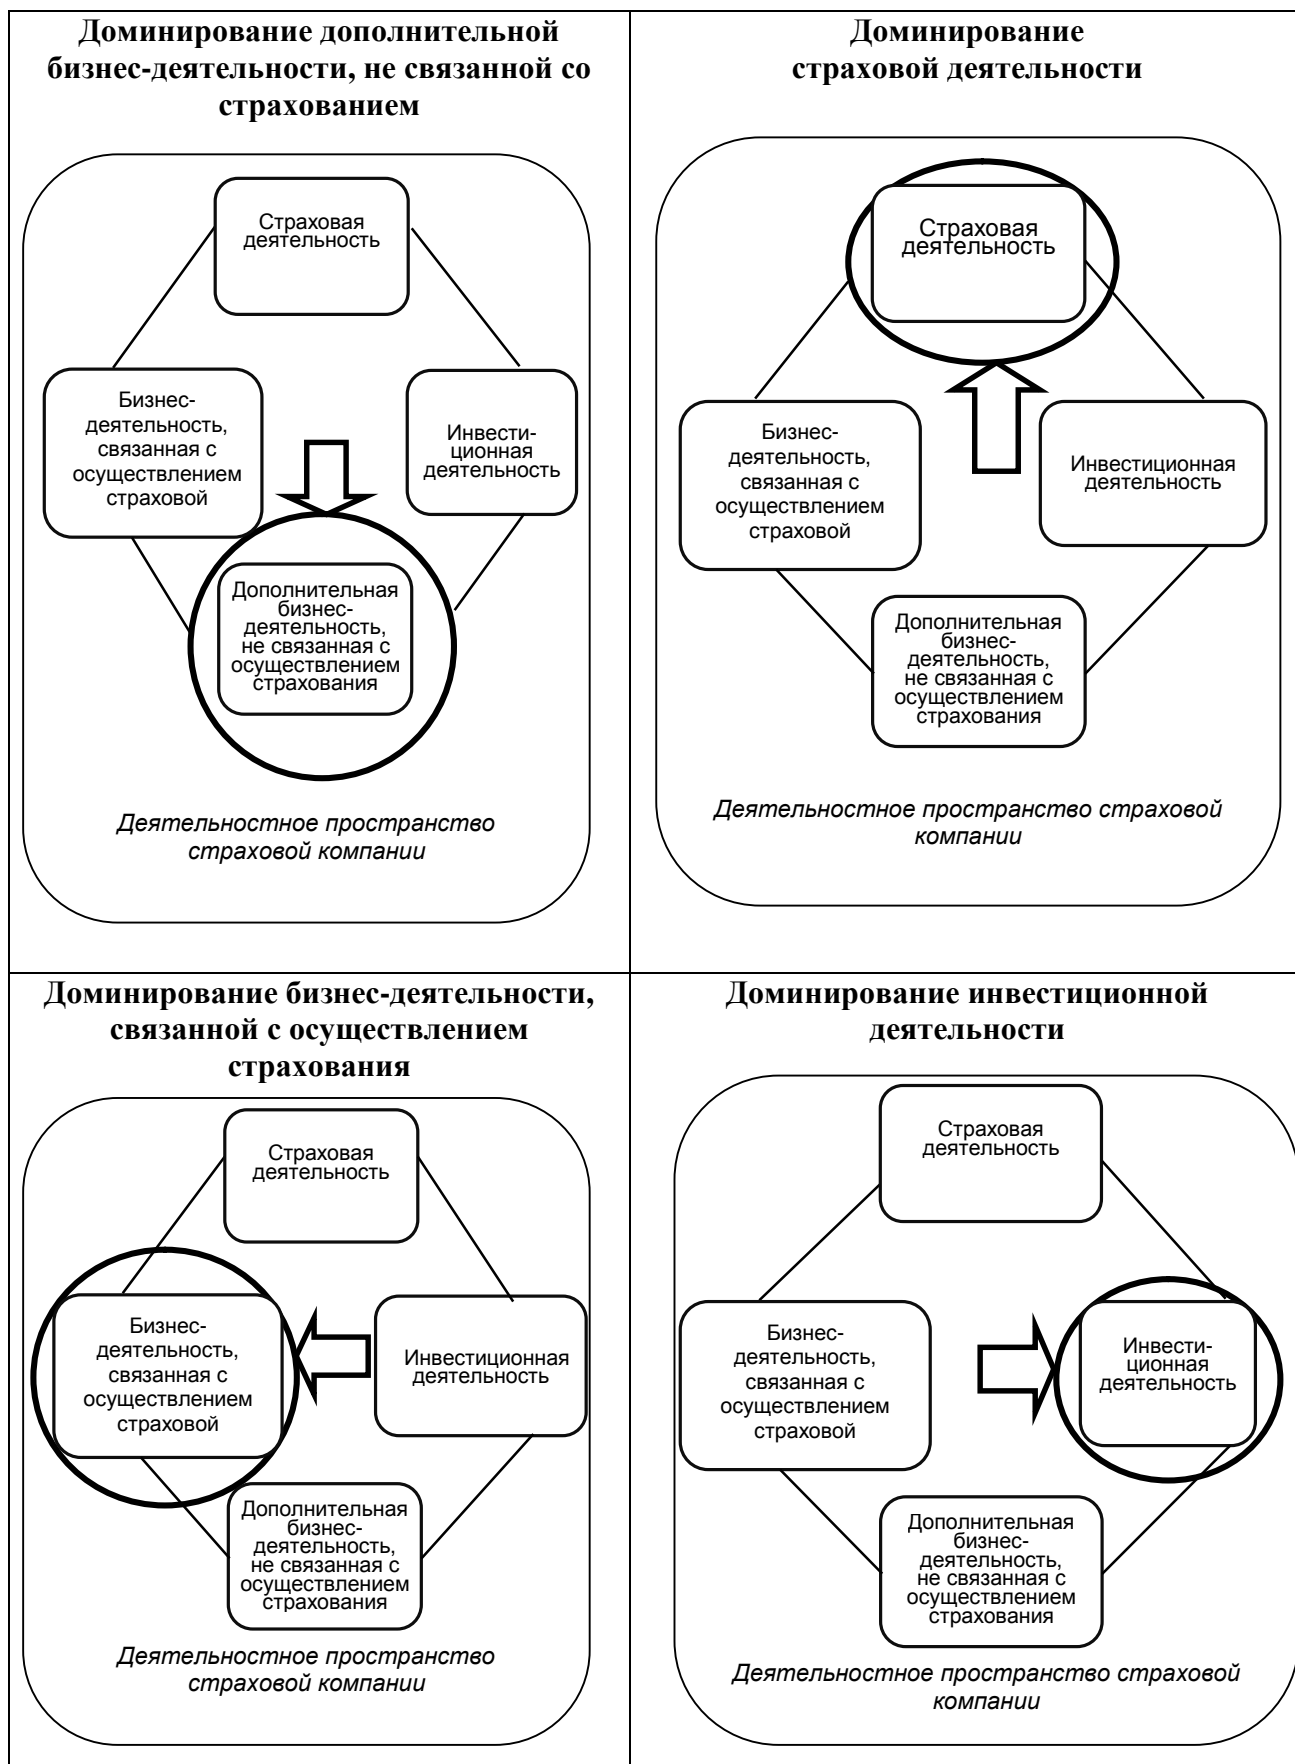 Доминирование дополнительной
бизнес-деятельности, не связанной со
страхованием
Страховая
деятельность
Бизнес-
деятельность,
связанная с
осуществлением
страховой
Инвести-
ционная
деятельность
Дополнительная
бизнес-
деятельность,
не связанная с
осуществлением
страхования
Деятельностное пространство
страховой компании
Доминирование
страховой деятельности
Страховая
деятельность
Бизнес-
деятельность,
связанная с
осуществлением
страховой
Инвестиционная
деятельность
Дополнительная
бизнес-
деятельность,
не связанная с
осуществлением
страхования
Деятельностное пространство страховой
компании
Доминирование бизнес-деятельности,
связанной с осуществлением
страхования
Страховая
деятельность
Бизнес-
деятельность,
связанная с
осуществлением
страховой
Инвестиционная
деятельность
Дополнительная
бизнес-
деятельность,
не связанная с
осуществлением
страхования
Деятельностное пространство
страховой компании
Доминирование инвестиционной
деятельности
Страховая
деятельность
Бизнес-
деятельность,
связанная с
осуществлением
страховой
Инвести-
ционная
деятельность
Дополнительная
бизнес-
деятельность,
не связанная с
осуществлением
страхования
Деятельностное пространство страховой
компании